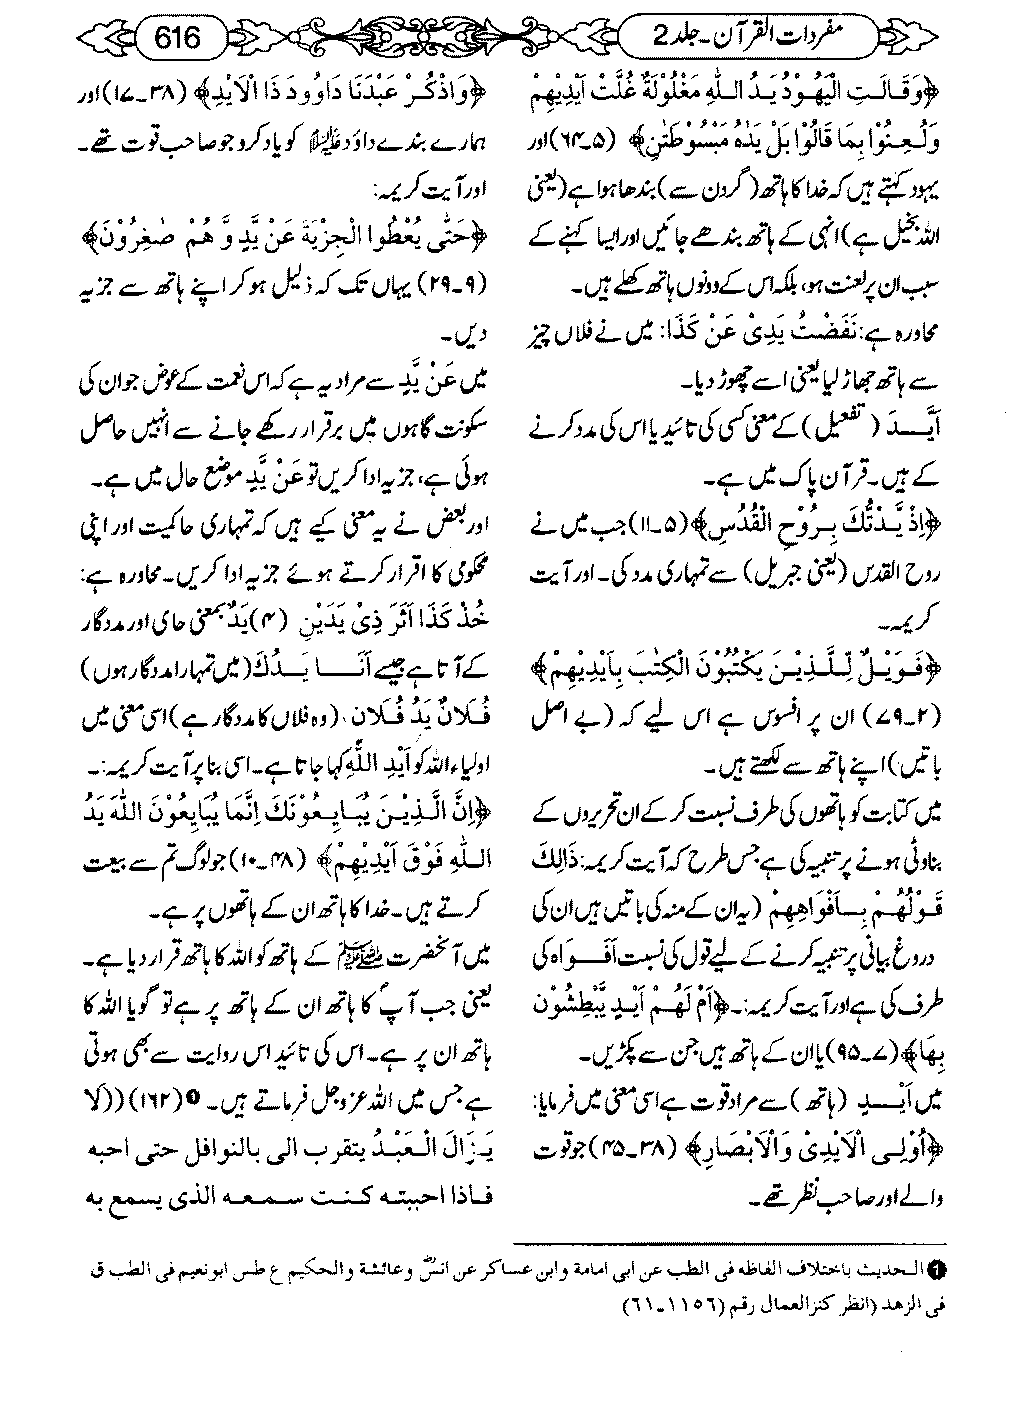 مفردات القرآن۔ جلد 2
616
﴿وَقَالَتِ الْيَهُوْدُ يَدُ اللّٰهِ مَغْلُوْلَةٌ غُلَّتْ اَيْدِيْهِمْ
وَلُعِنُوْا بِمَا قَالُوْا بَلْ يَدٰهُ مَبْسُوْطَتٰنِ﴾ (۵۔۶۴) اور
یہود کہتے ہیں کہ خدا کا ہاتھ (گردن سے) بندھا ہوا ہے (یعنی
اللہ بخیل ہے) انہی کے ہاتھ بندھے جائیں اور ایسا کہنے کے
سبب ان پر لعنت ہو، بلکہ اس کے دونوں ہاتھ کھلے ہیں۔
محاورہ ہے: نَفَضْتُ يَدِیْ عَنْ كَذَا: میں نے فلاں چیز
سے ہاتھ جھاڑ لیا یعنی اسے چھوڑ دیا۔
اَيَّدَ (تفعیل) کے معنی کسی کی تائید یا اس کی مدد کرنے
کے ہیں۔ قرآن پاک میں ہے۔
﴿اِذْ يَّدْتُّكَ بِرُوْحِ الْقُدُسِ﴾ (۵۔۱۱) جب میں نے
روح القدس (یعنی جبریل) سے تمہاری مدد کی۔ اور آیت
کریمہ۔
﴿فَوَيْلٌ لِّلَّذِيْنَ يَكْتُبُوْنَ الْكِتٰبَ بِاَيْدِيْهِمْ﴾
(۲۔۷۹) ان پر افسوس ہے اس لیے کہ (بے اصل
باتیں) اپنے ہاتھ سے لکھتے ہیں۔
میں کتابت کو ہاتھوں کی طرف نسبت کر کے ان تحریروں کے
بناوٹی ہونے پر تنبیہ کی ہے جس طرح کہ آیت کریمہ: ذَالِكَ
قَوْلُهُمْ بِاَفْوَاهِهِمْ (یہ ان کے منہ کی باتیں ہیں ان کی
دروغ بیانی پر تنبیہ کرنے کے لیے قول کی نسبت اَفْوَاہ کی
طرف کی ہے اور آیت کریمہ:۔ ﴿اَمْ لَهُمْ اَيْدٍ يَّبْطِشُوْنَ
بِهَا﴾ (۷۔۹۵) یا ان کے ہاتھ ہیں جن سے پکڑیں۔
میں اَیْدٍ (ہاتھ) سے مراد قوت ہے اسی معنی میں فرمایا:
﴿اُوْلِی الْاَيْدِیْ وَالْاَبْصَارِ﴾ (۳۸۔۴۵) جو قوت
والے اور صاحب نظر تھے۔
﴿وَاذْكُرْ عَبْدَنَا دَاوُودَ ذَا الْاَيْدِ﴾ (۳۸۔۱۷) اور
ہمارے بندے داؤد علیہ السلام کو یاد کرو جو صاحب قوت تھے۔
اور آیت کریمہ:
﴿حَتّٰى يُعْطُوا الْجِزْيَةَ عَنْ يَّدٍ وَّهُمْ صٰغِرُوْنَ﴾
(۹۔۲۹) یہاں تک کہ ذلیل ہو کر اپنے ہاتھ سے جزیہ
دیں۔
میں عَنْ يَّدٍ سے مراد یہ ہے کہ اس نعمت کے عوض جو ان کی
سکونت گاہوں میں برقرار رکھے جانے سے انہیں حاصل
ہوئی ہے، جزیہ ادا کریں تو عَنْ يَّدٍ موضع حال میں ہے۔
اور بعض نے یہ معنی کیے ہیں کہ تمہاری حاکمیت اور اپنی
محکومی کا اقرار کرتے ہوئے جزیہ ادا کریں۔ محاورہ ہے:
خُذْ كَذَا اَثَرَ ذِیْ يَدَيْنِ (۴) يَدٌ بمعنی حامی اور مددگار
کے آتا ہے جیسے اَنَا يَدُكَ (میں تمہارا مددگار ہوں)
فُلَانٌ يَدُ فُلَانٍ، (وہ فلاں کا مددگار ہے) اسی معنی میں
اولیاء اللہ کو اَيْدِ اللّٰهِ کہا جاتا ہے۔ اسی بنا پر آیت کریمہ:۔
﴿اِنَّ الَّذِيْنَ يُبَايِعُوْنَكَ اِنَّمَا يُبَايِعُوْنَ اللّٰهَ يَدُ
اللّٰهِ فَوْقَ اَيْدِيْهِمْ﴾ (۴۸۔۱۰) جو لوگ تم سے بیعت
کرتے ہیں۔ خدا کا ہاتھ ان کے ہاتھوں پر ہے۔
میں آنحضرت ﷺ کے ہاتھ کو اللہ کا ہاتھ قرار دیا ہے۔
یعنی جب آپؐ کا ہاتھ ان کے ہاتھ پر ہے تو گویا اللہ کا
ہاتھ ان پر ہے۔ اس کی تائید اس روایت سے بھی ہوتی
ہے جس میں اللہ عزوجل فرماتے ہیں۔ ❶ (۱۶۲) ((لَا
يَزَالَ الْعَبْدُ يتقرب الى بالنوافل حتى احبه
فاذا احببته كنت سمعه الذى يسمع به
❶ الحديث باختلاف الفاظه فى الطب عن ابى امامة وابن عساكر عن انسؓ وعائشة والحكيم ع طس ابونعيم فى الطب ق
فى الزهد (انظر كنزالعمال رقم (۱۱۵۶۔۶۱)